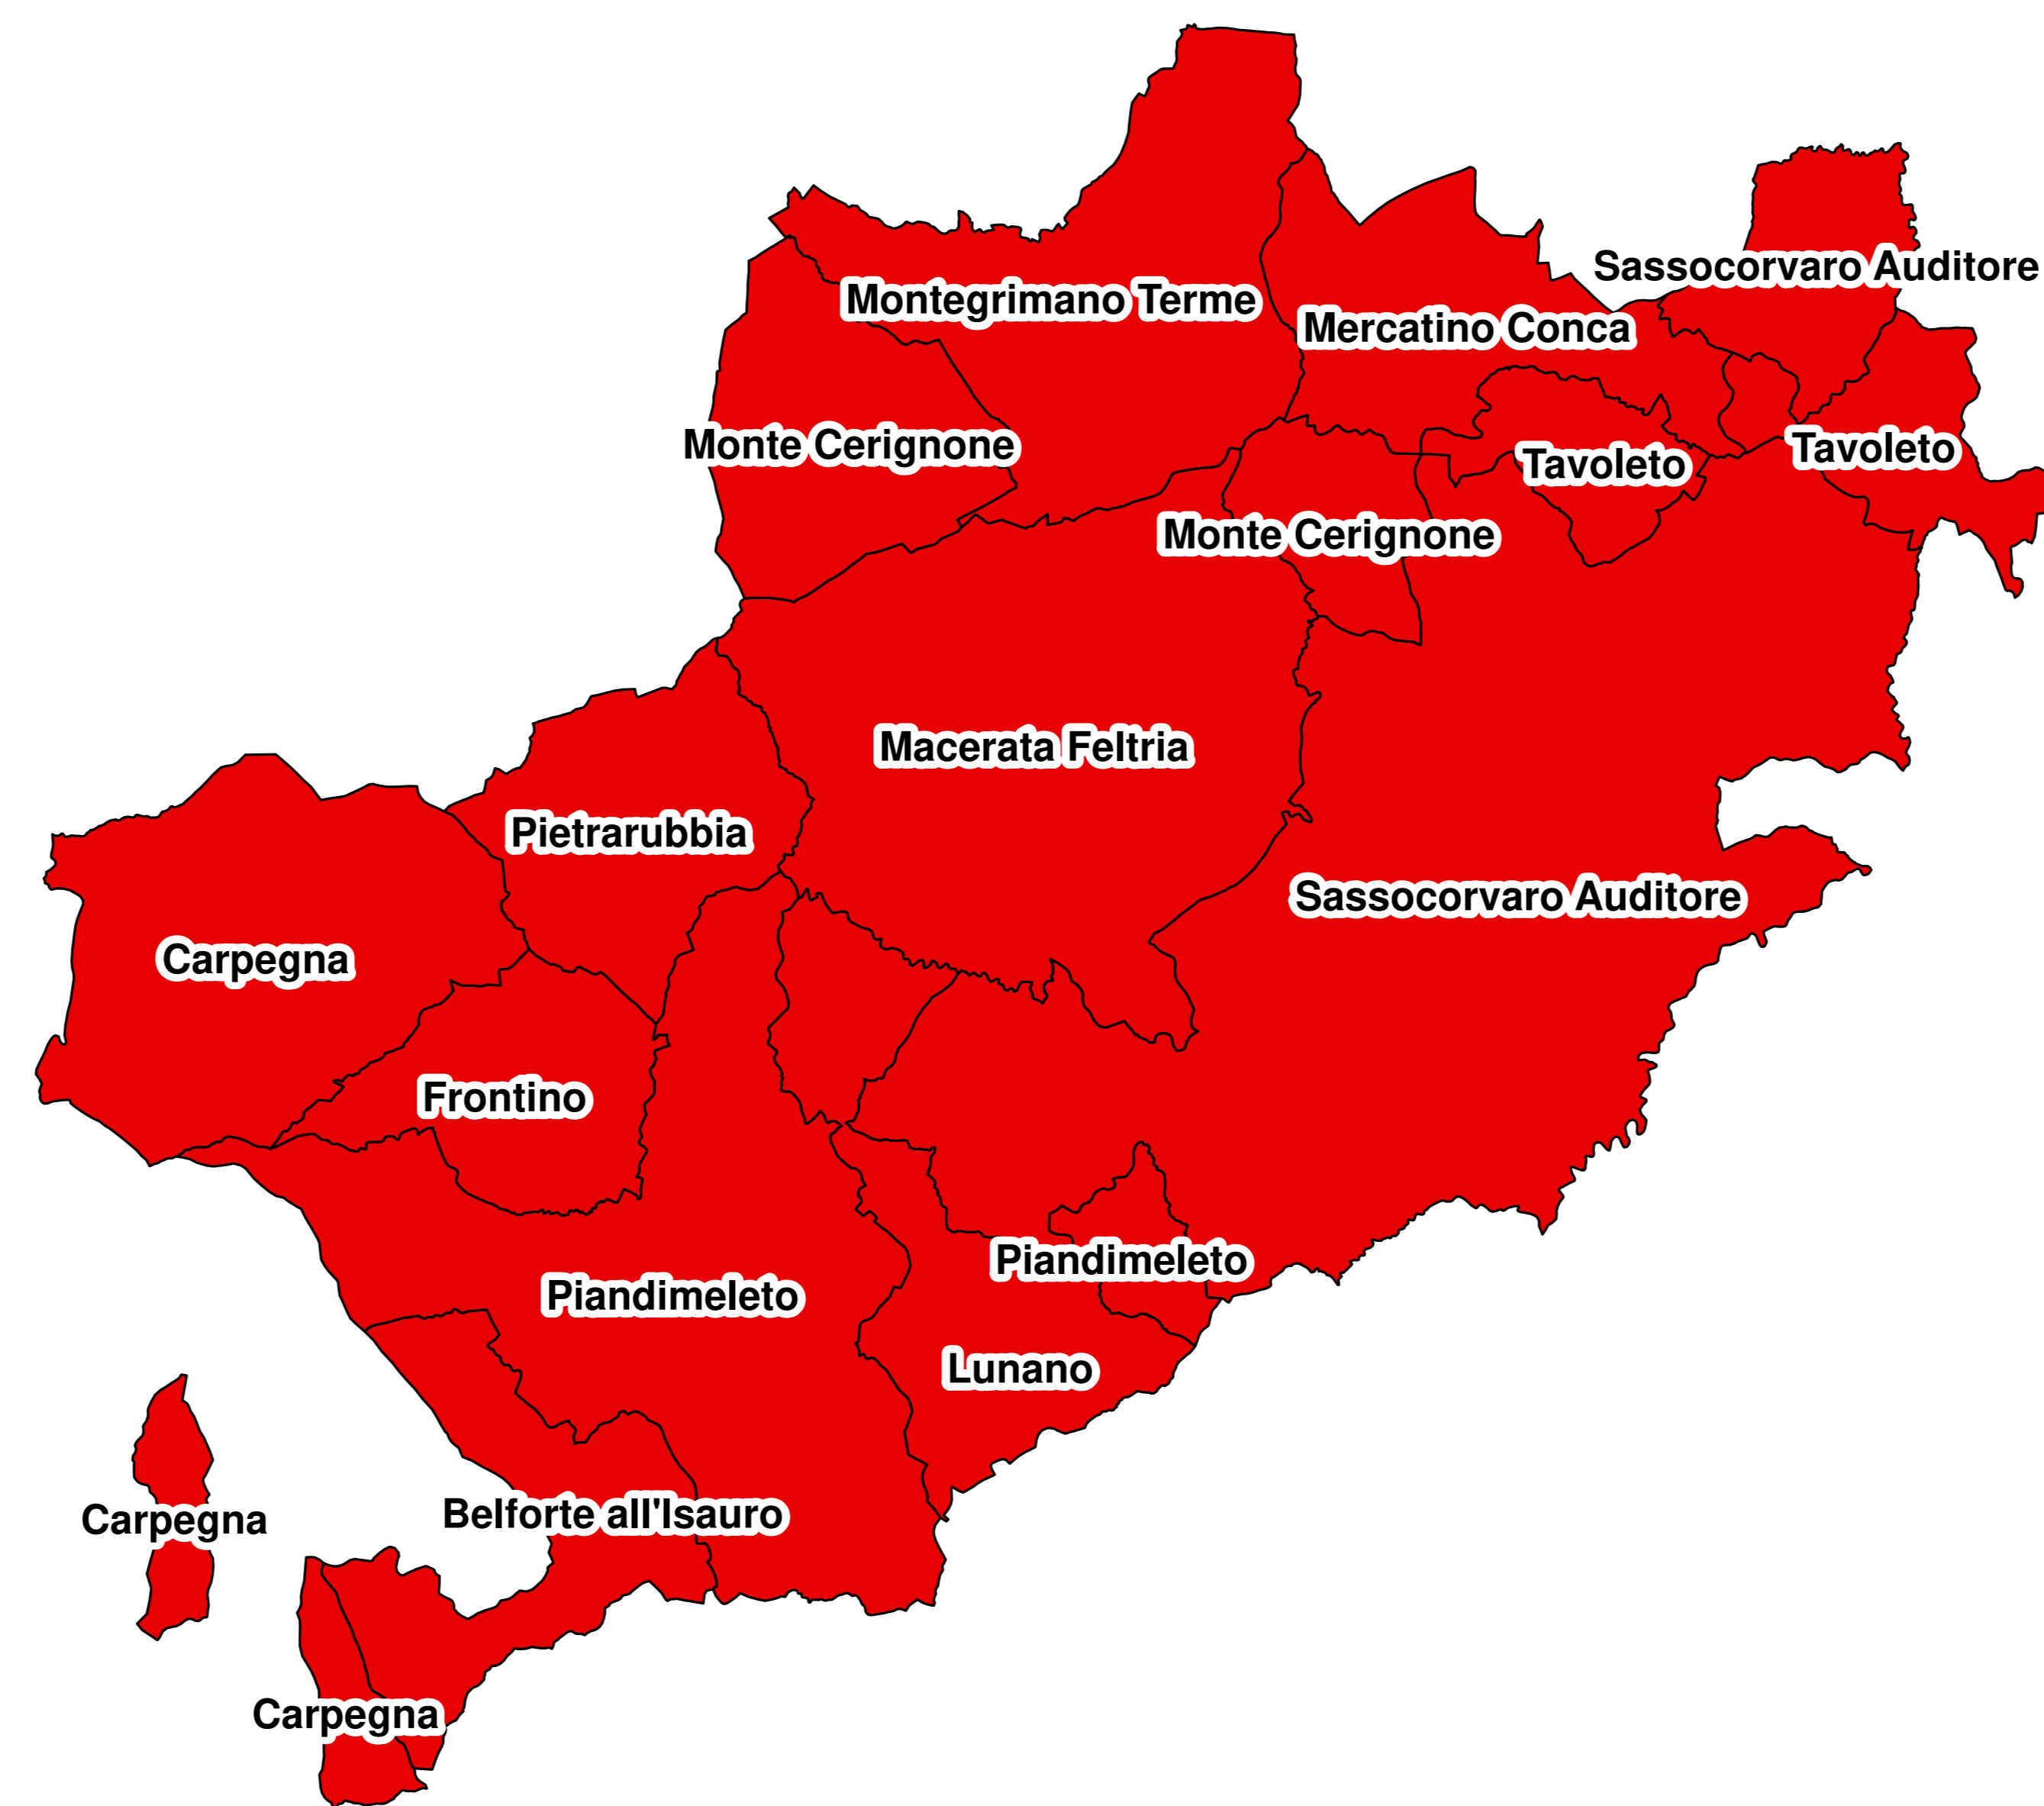 Sassocorvaro Auditore
Montegrimano Terme
Mercatino Conca
Monte Cerignone
Tavoleto
Tavoleto
Monte Cerignone
Macerata Feltria
Pietrarubbia
Sassocorvaro Auditore
Carpegna
Frontino
Piandimeleto
Piandimeleto
Lunano
Belforte all'Isauro
Carpegna
Carpegna